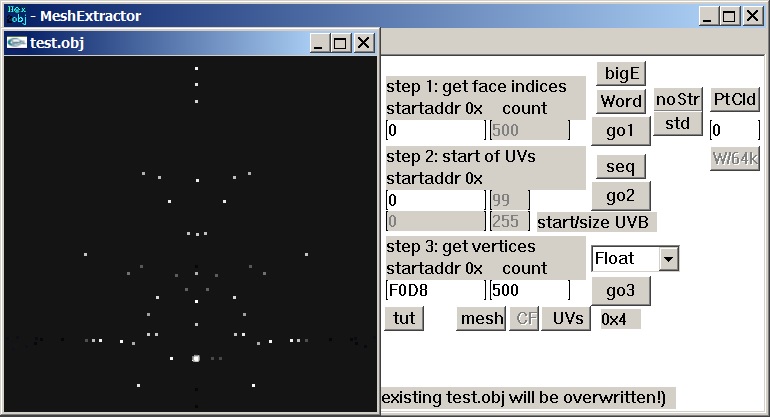 Hex
obj - MeshExtractor
test.obj
bigE
step 1: get face indices
Word noStr PtCld
startaddr 0x count
0 500 go1 std 0
step 2: start of UVs
W/64k
seq
startaddr 0x
0 99 go2
0 255 start/size UVB
step 3: get vertices
Float
startaddr 0x count
F0D8 500 go3
tut mesh CF UVs 0x4
existing test.obj will be overwritten!)